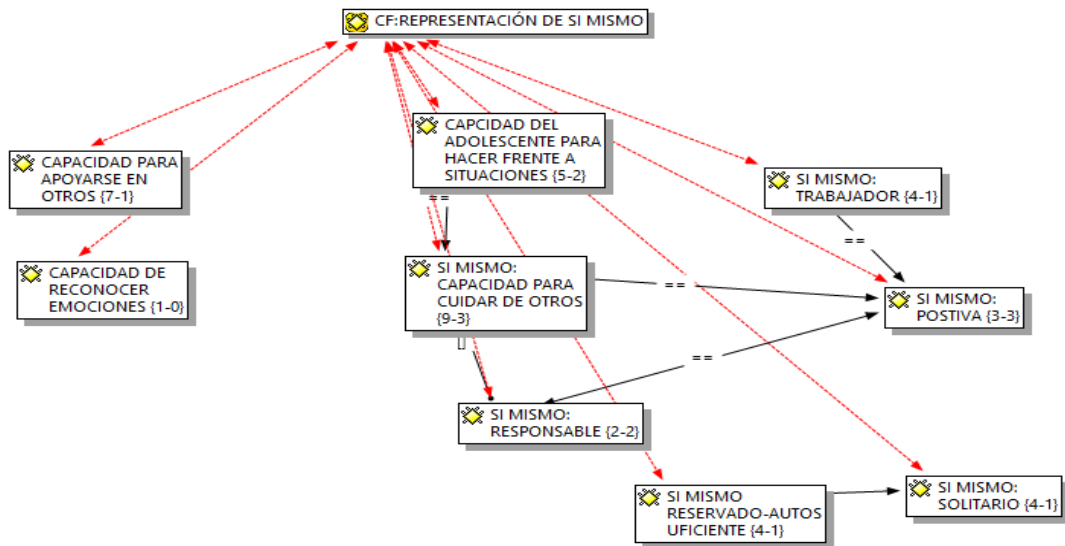 CF:REPRESENTACIÓN DE SI MISMO
CAPCIDAD DEL
ADOLESCENTE PARA
HACER FRENTE A
SITUACIONES {5-2}
CAPACIDAD PARA
APOYARSE EN
OTROS {7-1}
SI MISMO:
TRABAJADOR {4-1}
==
==
CAPACIDAD DE
RECONOCER
EMOCIONES {1-0}
SI MISMO:
CAPACIDAD PARA
CUIDAR DE OTROS
{9-3}
==
SI MISMO:
POSTIVA {3-3}
[]
==
SI MISMO:
RESPONSABLE {2-2}
SI MISMO
RESERVADO-AUTOS
UFICIENTE {4-1}
SI MISMO:
SOLITARIO {4-1}